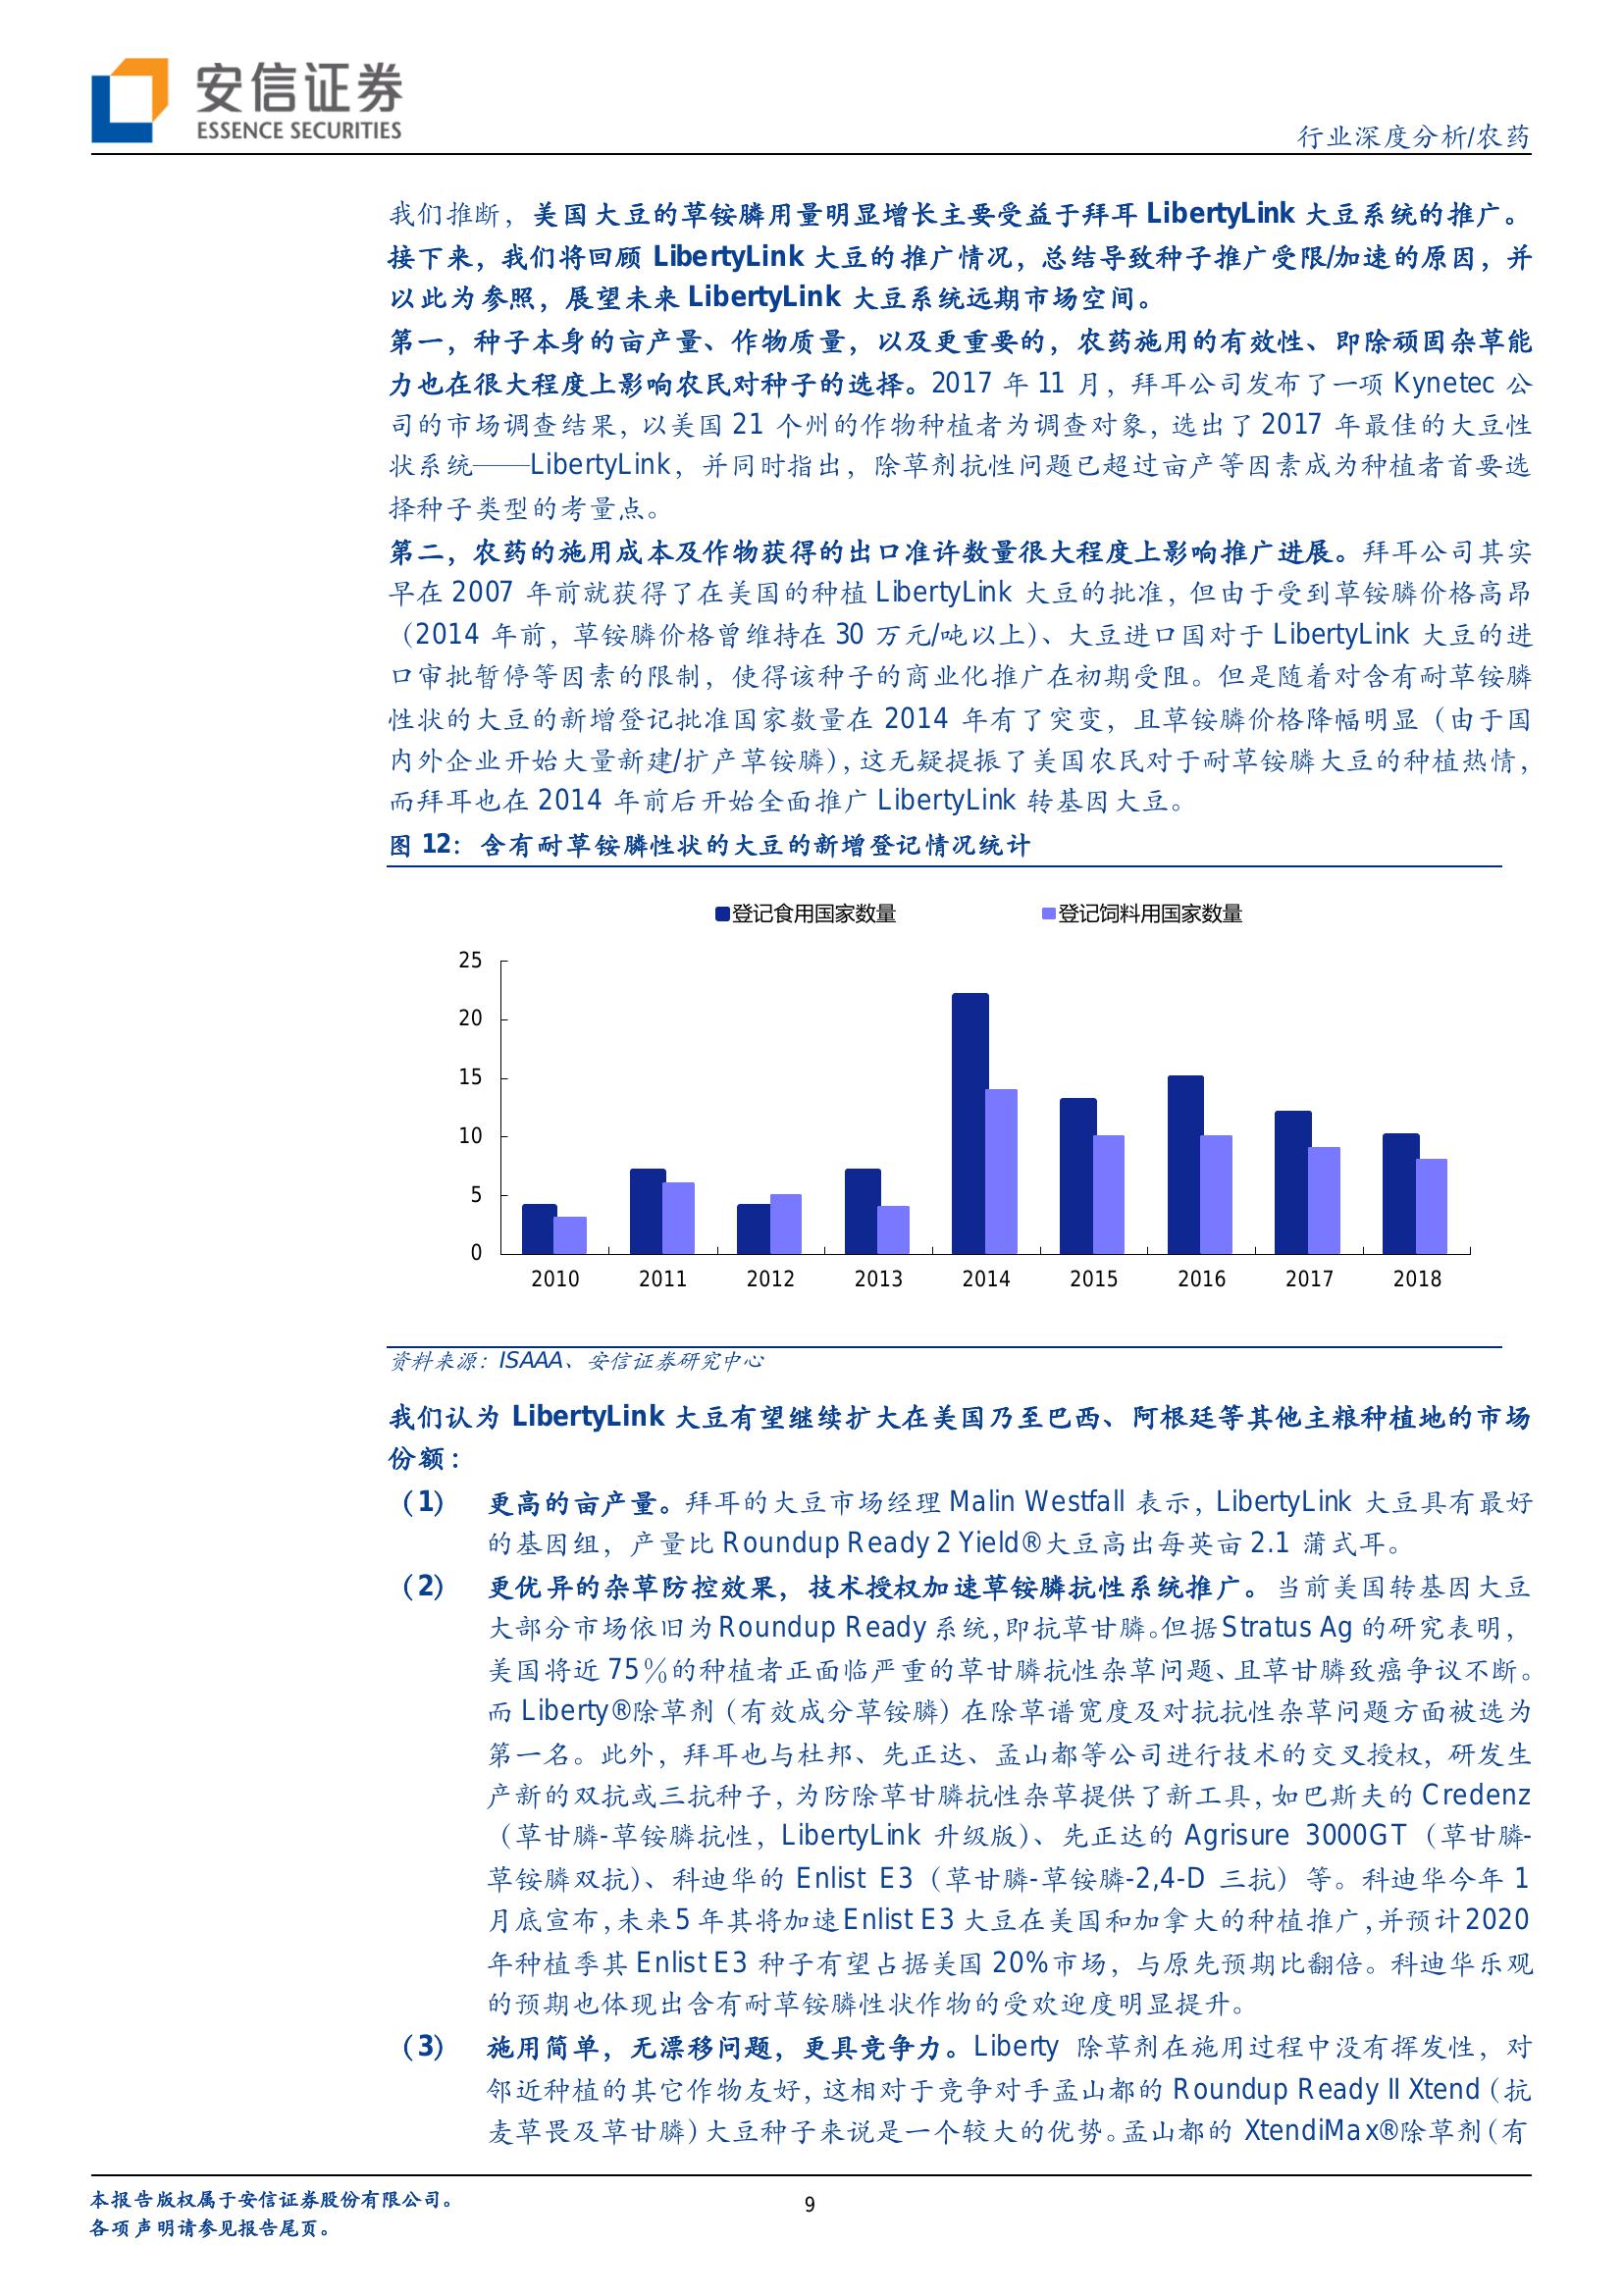 安信证券
ESSENCE SECURITIES
行业深度分析/农药
我们推断，美国大豆的草铵膦用量明显增长主要受益于拜耳 LibertyLink 大豆系统的推广。
接下来，我们将回顾 LibertyLink 大豆的推广情况，总结导致种子推广受限/加速的原因，并
以此为参照，展望未来 LibertyLink 大豆系统远期市场空间。
第一，种子本身的亩产量、作物质量，以及更重要的，农药施用的有效性、即除顽固杂草能
力也在很大程度上影响农民对种子的选择。2017 年 11 月，拜耳公司发布了一项 Kynetec 公
司的市场调查结果，以美国 21 个州的作物种植者为调查对象，选出了 2017 年最佳的大豆性
状系统——LibertyLink，并同时指出，除草剂抗性问题已超过亩产等因素成为种植者首要选
择种子类型的考量点。
第二，农药的施用成本及作物获得的出口准许数量很大程度上影响推广进展。拜耳公司其实
早在 2007 年前就获得了在美国的种植 LibertyLink 大豆的批准，但由于受到草铵膦价格高昂
（2014 年前，草铵膦价格曾维持在 30 万元/吨以上）、大豆进口国对于 LibertyLink 大豆的进
口审批暂停等因素的限制，使得该种子的商业化推广在初期受阻。但是随着对含有耐草铵膦
性状的大豆的新增登记批准国家数量在 2014 年有了突变，且草铵膦价格降幅明显（由于国
内外企业开始大量新建/扩产草铵膦），这无疑提振了美国农民对于耐草铵膦大豆的种植热情，
而拜耳也在 2014 年前后开始全面推广 LibertyLink 转基因大豆。
图 12：含有耐草铵膦性状的大豆的新增登记情况统计
登记食用国家数量 登记饲料用国家数量
25
20
15
10
5
0
2010 2011 2012 2013 2014 2015 2016 2017 2018
资料来源：ISAAA、安信证券研究中心
我们认为 LibertyLink 大豆有望继续扩大在美国乃至巴西、阿根廷等其他主粮种植地的市场
份额：
（1） 更高的亩产量。拜耳的大豆市场经理 Malin Westfall 表示，LibertyLink 大豆具有最好
的基因组，产量比 Roundup Ready 2 Yield®大豆高出每英亩 2.1 蒲式耳。
（2） 更优异的杂草防控效果，技术授权加速草铵膦抗性系统推广。当前美国转基因大豆
大部分市场依旧为 Roundup Ready 系统，即抗草甘膦。但据 Stratus Ag 的研究表明，
美国将近 75％的种植者正面临严重的草甘膦抗性杂草问题、且草甘膦致癌争议不断。
而 Liberty®除草剂（有效成分草铵膦）在除草谱宽度及对抗抗性杂草问题方面被选为
第一名。此外，拜耳也与杜邦、先正达、孟山都等公司进行技术的交叉授权，研发生
产新的双抗或三抗种子，为防除草甘膦抗性杂草提供了新工具，如巴斯夫的 Credenz
（草甘膦-草铵膦抗性，LibertyLink 升级版）、先正达的 Agrisure 3000GT（草甘膦-
草铵膦双抗）、科迪华的 Enlist E3（草甘膦-草铵膦-2,4-D 三抗）等。科迪华今年 1
月底宣布，未来 5 年其将加速 Enlist E3 大豆在美国和加拿大的种植推广，并预计 2020
年种植季其 Enlist E3 种子有望占据美国 20%市场，与原先预期比翻倍。科迪华乐观
的预期也体现出含有耐草铵膦性状作物的受欢迎度明显提升。
（3） 施用简单，无漂移问题，更具竞争力。Liberty 除草剂在施用过程中没有挥发性，对
邻近种植的其它作物友好，这相对于竞争对手孟山都的 Roundup Ready II Xtend（抗
麦草畏及草甘膦）大豆种子来说是一个较大的优势。孟山都的 XtendiMax®除草剂（有
本报告版权属于安信证券股份有限公司。
各项声明请参见报告尾页。
9